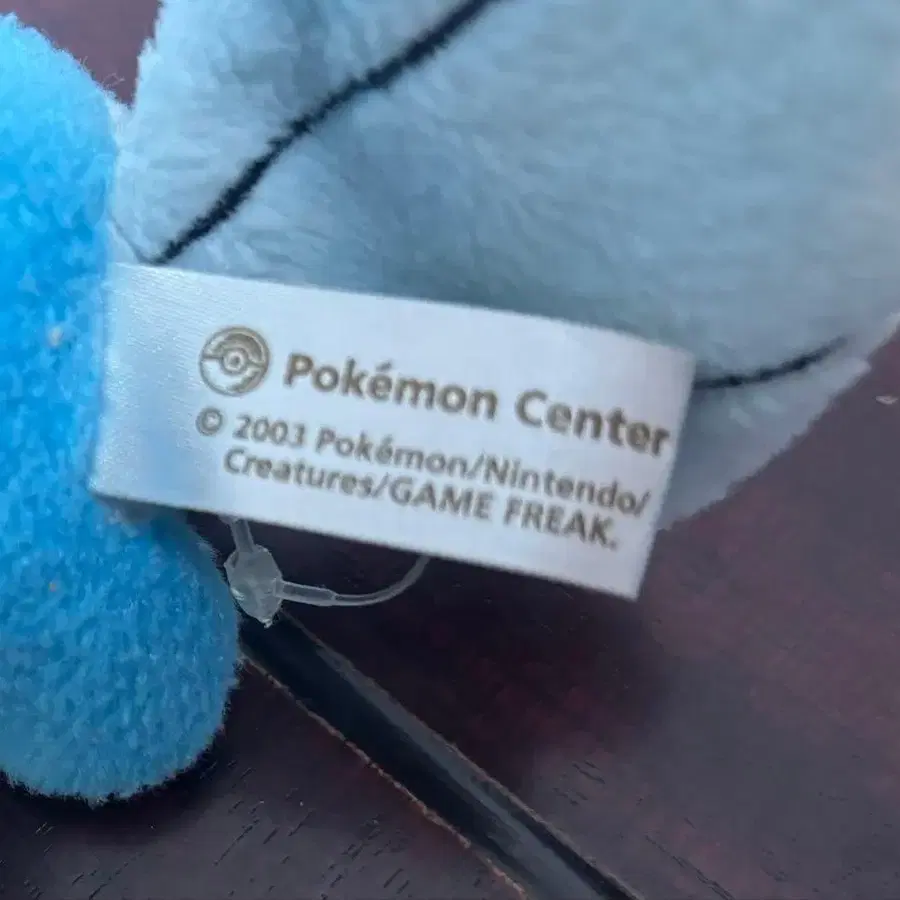 Pokémon Center
© 2003 Pokémon/Nintendo/
Creatures/GAME FREAK.